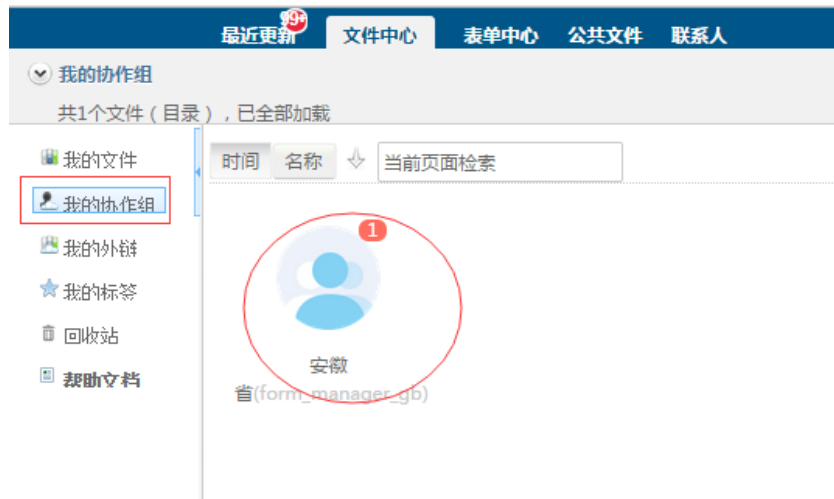 最近更新 99+ 文件中心 表单中心 公共文件 联系人
我的协作组
共1个文件（目录），已全部加载
我的文件
我的协作组
我的外链
我的标签
回收站
帮助文档
时间 名称 当前页面检索
1
安徽
省(form_manager_gb)